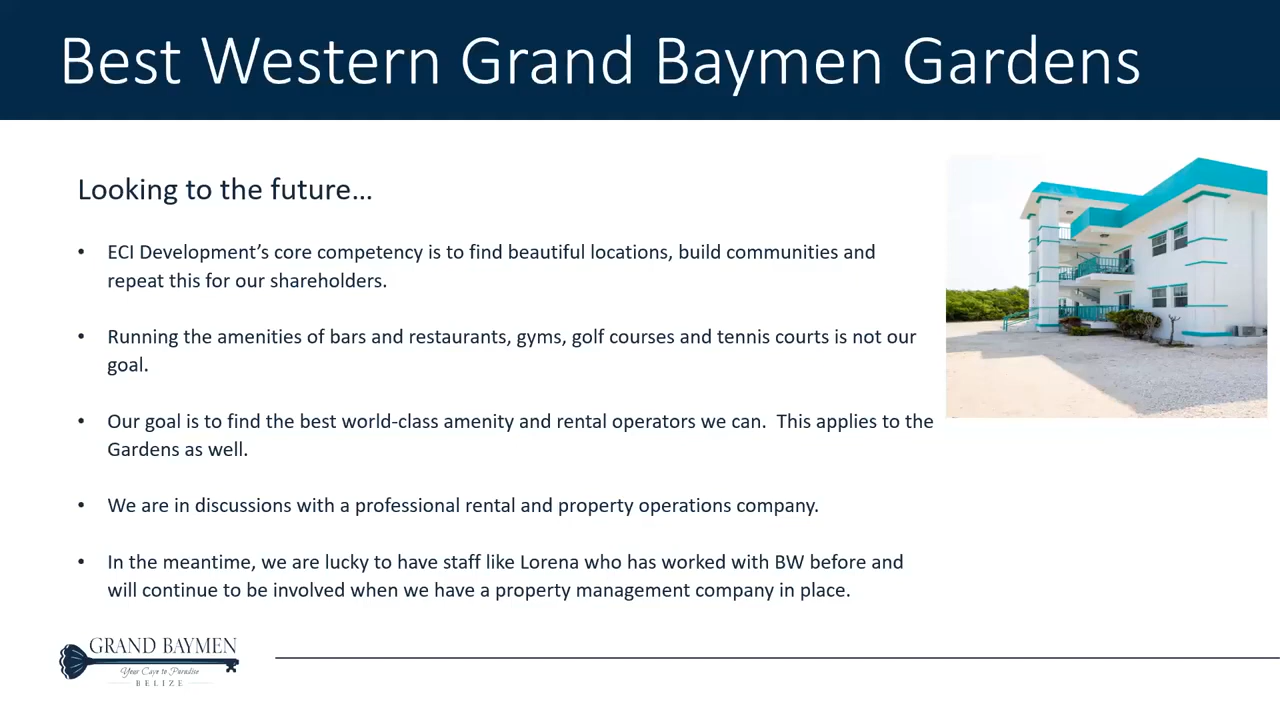 Best Western Grand Baymen Gardens
Looking to the future…
• ECI Development’s core competency is to find beautiful locations, build communities and
repeat this for our shareholders.
• Running the amenities of bars and restaurants, gyms, golf courses and tennis courts is not our
goal.
• Our goal is to find the best world-class amenity and rental operators we can.  This applies to the
Gardens as well.
• We are in discussions with a professional rental and property operations company.
• In the meantime, we are lucky to have staff like Lorena who has worked with BW before and
will continue to be involved when we have a property management company in place.
GRAND BAYMEN
Your Caye to Paradise
BELIZE